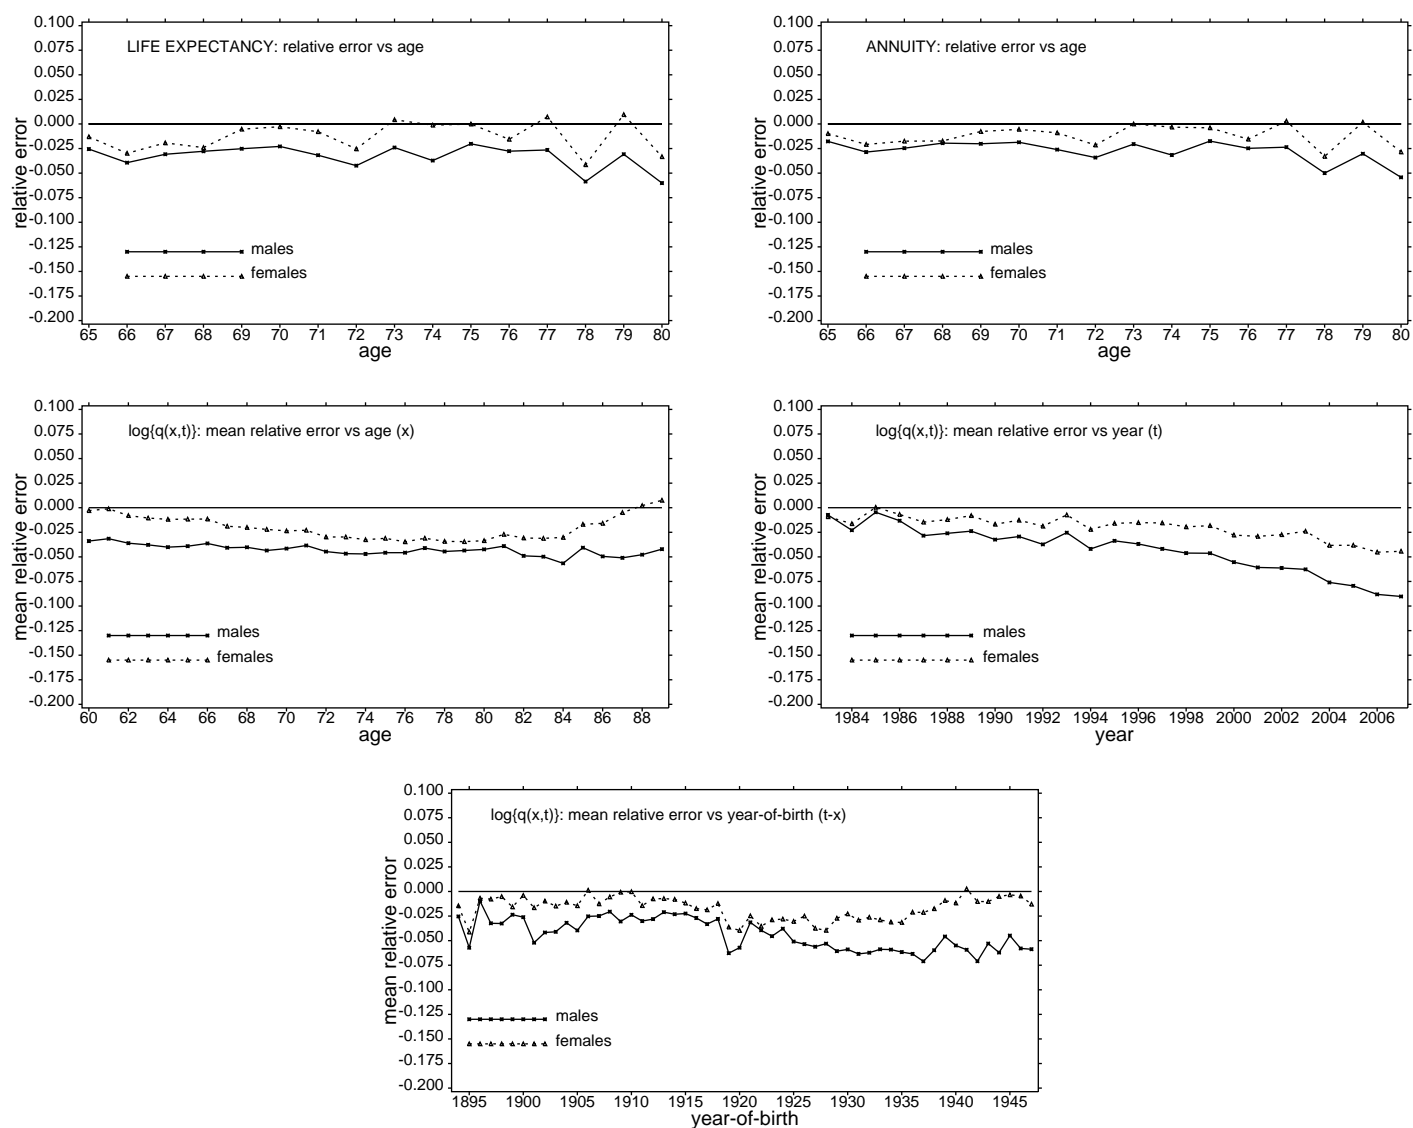 LIFE EXPECTANCY: relative error vs age
relative error
0.100
0.075
0.050
0.025
0.000
-0.025
-0.050
-0.075
-0.100
-0.125
-0.150
-0.175
-0.200
males
females
65 66 67 68 69 70 71 72 73 74 75 76 77 78 79 80
age
ANNUITY: relative error vs age
relative error
0.100
0.075
0.050
0.025
0.000
-0.025
-0.050
-0.075
-0.100
-0.125
-0.150
-0.175
-0.200
males
females
65 66 67 68 69 70 71 72 73 74 75 76 77 78 79 80
age
log{q(x,t)}: mean relative error vs age (x)
mean relative error
0.100
0.075
0.050
0.025
0.000
-0.025
-0.050
-0.075
-0.100
-0.125
-0.150
-0.175
-0.200
males
females
60 62 64 66 68 70 72 74 76 78 80 82 84 86 88
age
log{q(x,t)}: mean relative error vs year (t)
mean relative error
0.100
0.075
0.050
0.025
0.000
-0.025
-0.050
-0.075
-0.100
-0.125
-0.150
-0.175
-0.200
males
females
1984 1986 1988 1990 1992 1994 1996 1998 2000 2002 2004 2006
year
log{q(x,t)}: mean relative error vs year-of-birth (t-x)
mean relative error
0.100
0.075
0.050
0.025
0.000
-0.025
-0.050
-0.075
-0.100
-0.125
-0.150
-0.175
-0.200
males
females
1895 1900 1905 1910 1915 1920 1925 1930 1935 1940 1945
year-of-birth